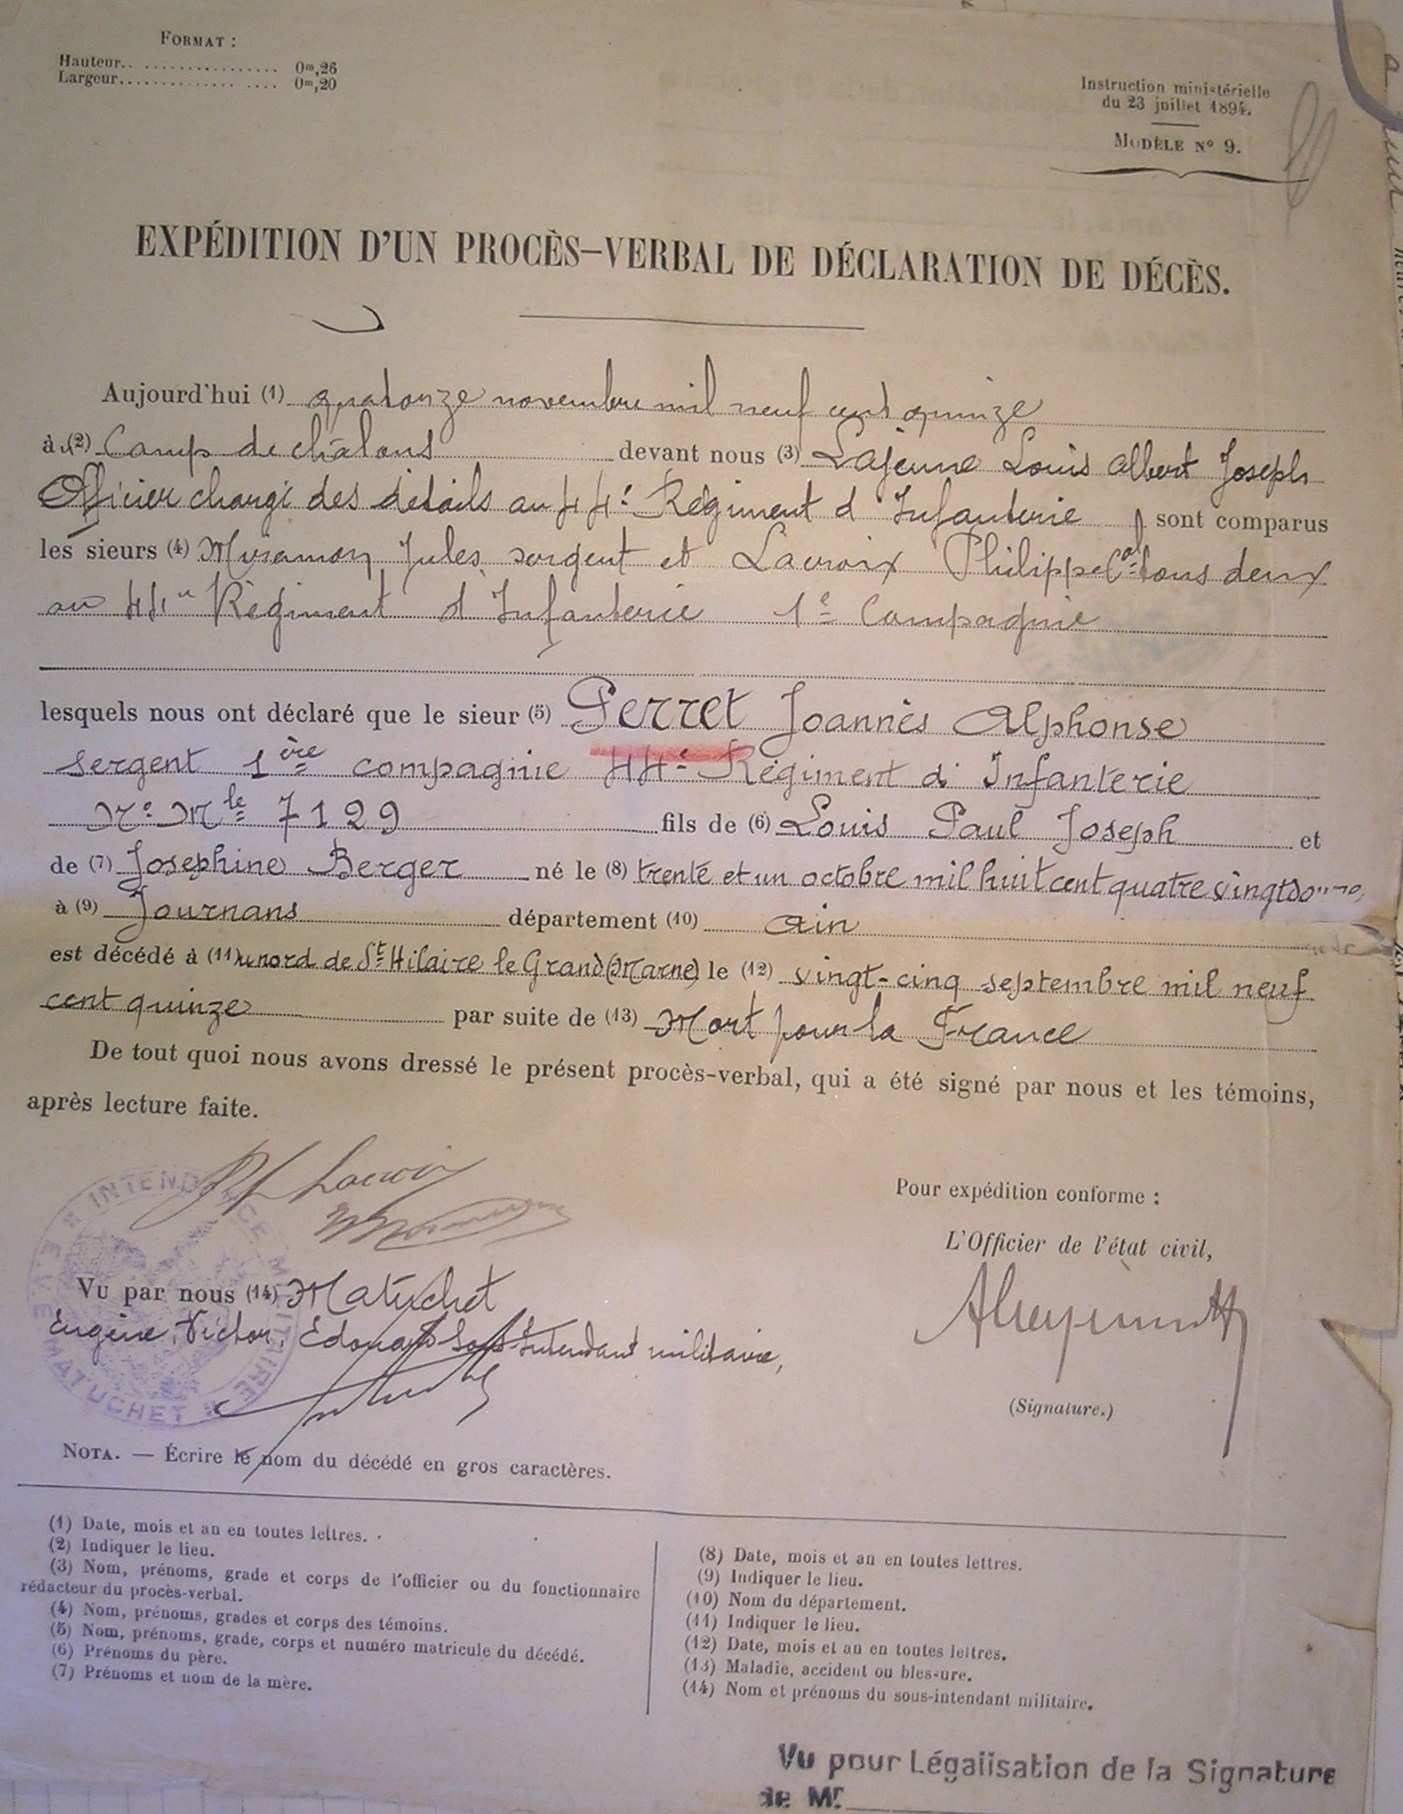 FORMAT :
Hauteur.. ................ 0m,26
Largeur.................. 0m,20
Instruction ministérielle
du 23 juillet 1894.
MODÈLE N° 9.
EXPÉDITION D'UN PROCÈS-VERBAL DE DÉCLARATION DE DÉCÈS.
Aujourd'hui (1) quatorze novembre mil neuf cent quinze
à (2) Camp de châlons devant nous (3) Lajeune Louis Albert Joseph
Officier chargé des détails au 44e Régiment d'Infanterie sont comparus
les sieurs (4) Jules sergent et Lacroix Philippe Cal tous deux
au 44e Régiment d'Infanterie 1e Compagnie
lesquels nous ont déclaré que le sieur (5) Perret Joannès Alphonse
Sergent 1ère compagnie 44e Régiment d'Infanterie
No Mle 7129 fils de (6) Louis Paul Joseph et
de (7) Josephine Berger né le (8) trente et un octobre mil huit cent quatre vingt
à (9) Journans département (10) Ain
est décédé à (11) au nord de St Hilaire le Grand (Marne) le (12) vingt-cinq septembre mil neuf
cent quinze par suite de (13) Mort pour la France
De tout quoi nous avons dressé le présent procès-verbal, qui a été signé par nous et les témoins,
après lecture faite.
Ph Lacroix
INTENDANCE MILITAIRE
E.V.E. MATUCHET
Pour expédition conforme :
L'Officier de l'état civil,
Vu par nous (14) Matuchet
Eugène, Victor, Edouard Sous-Intendant militaire,
(Signature.)
NOTA. — Écrire le nom du décédé en gros caractères.
(1) Date, mois et an en toutes lettres.
(2) Indiquer le lieu.
(3) Nom, prénoms, grade et corps de l'officier ou du fonctionnaire
rédacteur du procès-verbal.
(4) Nom, prénoms, grades et corps des témoins.
(5) Nom, prénoms, grade, corps et numéro matricule du décédé.
(6) Prénoms du père.
(7) Prénoms et nom de la mère.
(8) Date, mois et an en toutes lettres.
(9) Indiquer le lieu.
(10) Nom du département.
(11) Indiquer le lieu.
(12) Date, mois et an en toutes lettres.
(13) Maladie, accident ou blessure.
(14) Nom et prénoms du sous-intendant militaire.
Vu pour Légalisation de la Signature
de Mr